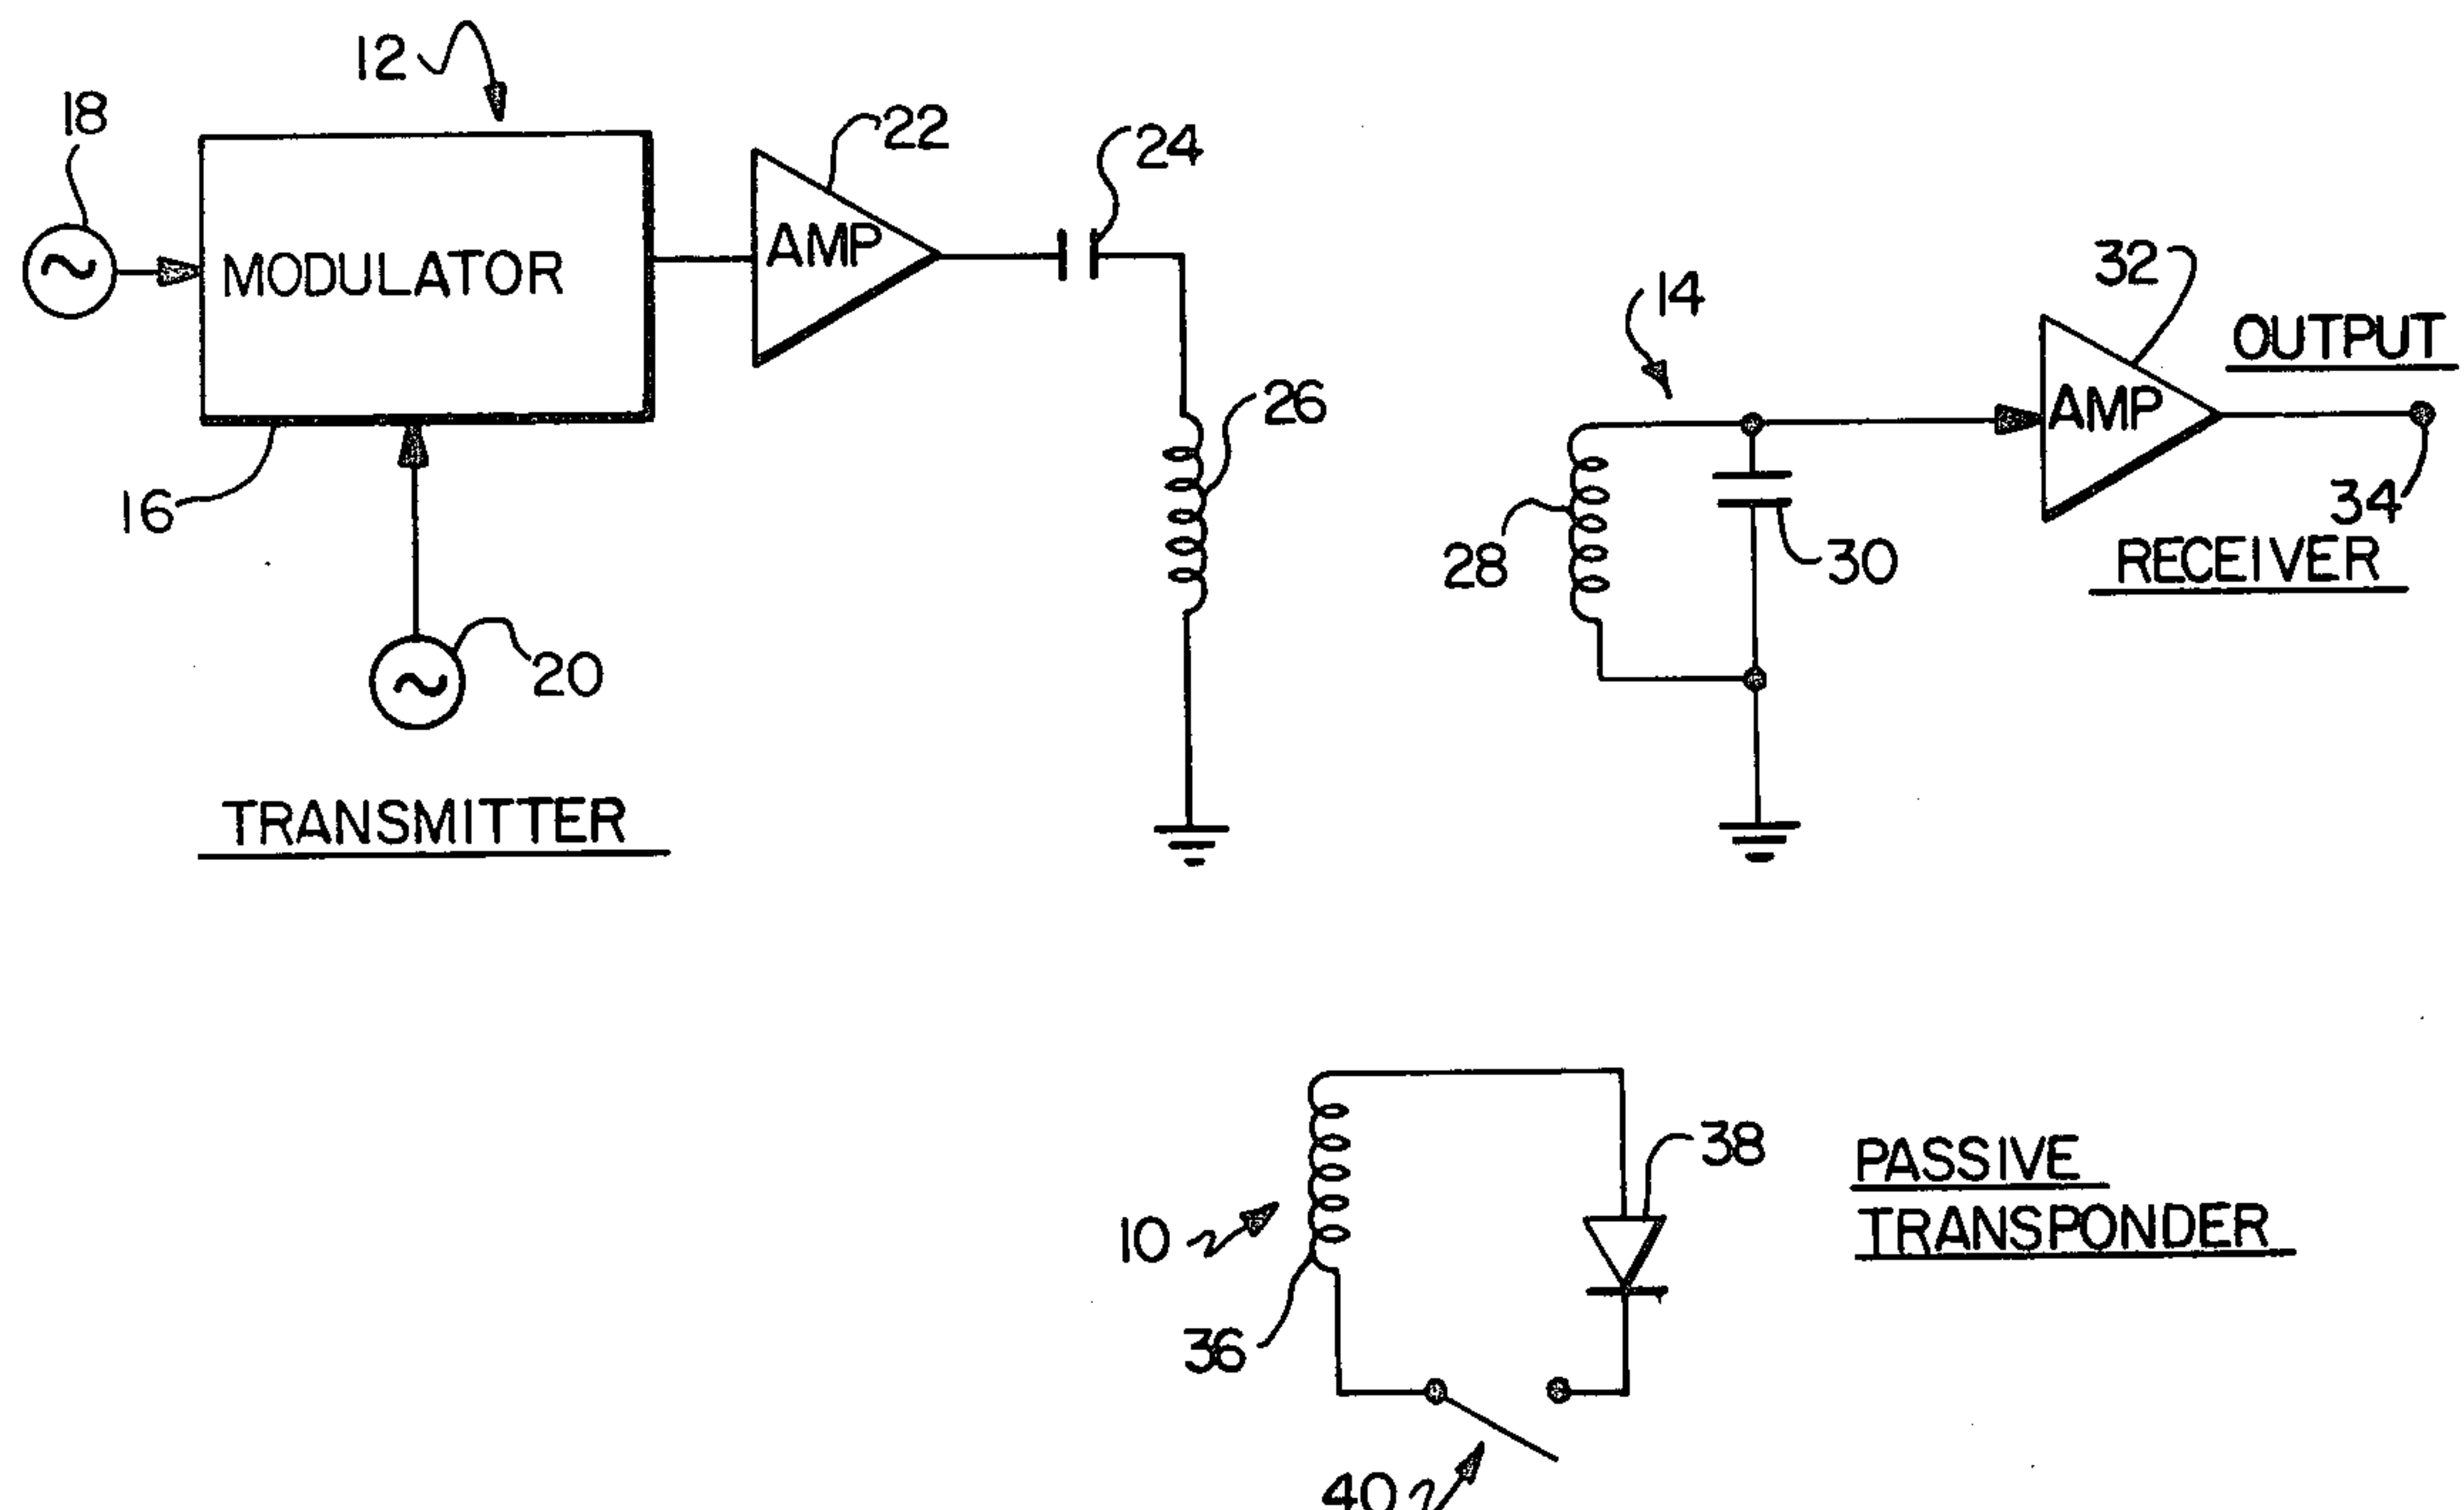 12
18
22
24
MODULATOR
AMP
16
26
20
TRANSMITTER
14
32
OUTPUT
AMP
34
28
30
RECEIVER
10
36
38
40
PASSIVE
TRANSPONDER